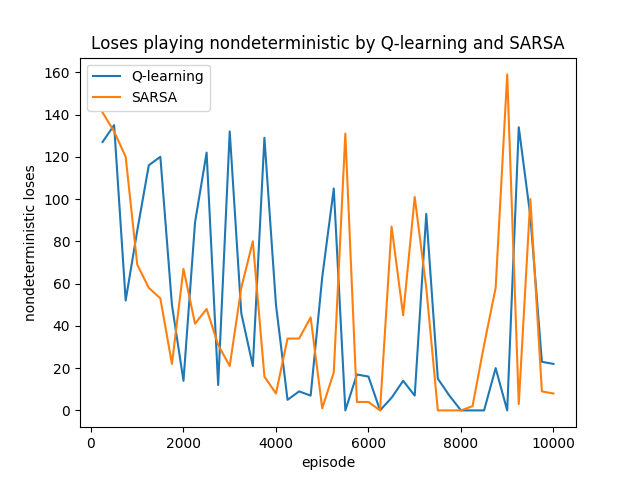 Loses playing nondeterministic by Q-learning and SARSA
Q-learning
SARSA
nondeterministic loses
160
140
120
100
80
60
40
20
0
0 2000 4000 6000 8000 10000
episode